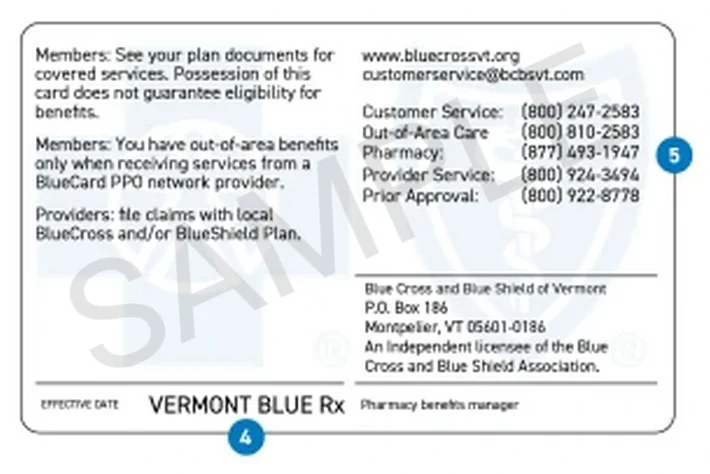 Members: See your plan documents for
covered services. Possession of this
card does not guarantee eligibility for
benefits.
Members: You have out-of-area benefits
only when receiving services from a
BlueCard PPO network provider.
Providers: file claims with local
BlueCross and/or BlueShield Plan.
www.bluecrossvt.org
customerservice@bcbsvt.com
Customer Service: (800) 247-2583
Out-of-Area Care (800) 810-2583
Pharmacy: (877) 493-1947
Provider Service: (800) 924-3494
Prior Approval: (800) 922-8778
5
Blue Cross and Blue Shield of Vermont
P.O. Box 186
Montpelier, VT 05601-0186
An Independent licensee of the Blue
Cross and Blue Shield Association.
EFFECTIVE DATE VERMONT BLUE Rx Pharmacy benefits manager
4
SAMPLE
® ®